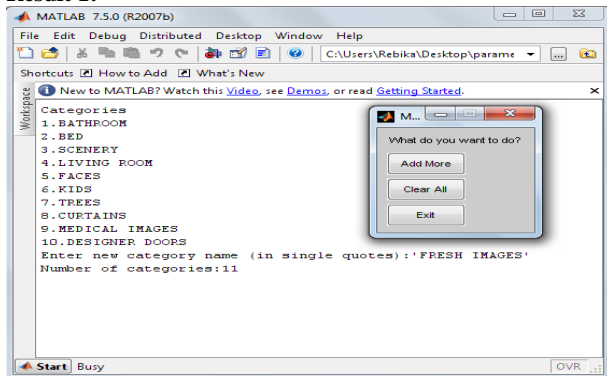 MATLAB 7.5.0 (R2007b)
File Edit Debug Distributed Desktop Window Help
C:\Users\Rebika\Desktop\parame
Shortcuts How to Add What's New
New to MATLAB? Watch this Video, see Demos, or read Getting Started.
Workspace
Categories
1.BATHROOM
2.BED
3.SCENERY
4.LIVING ROOM
5.FACES
6.KIDS
7.TREES
8.CURTAINS
9.MEDICAL IMAGES
10.DESIGNER DOORS
Enter new category name (in single quotes):'FRESH IMAGES'
Number of categories:11
M...
What do you want to do?
Add More
Clear All
Exit
Start Busy
OVR